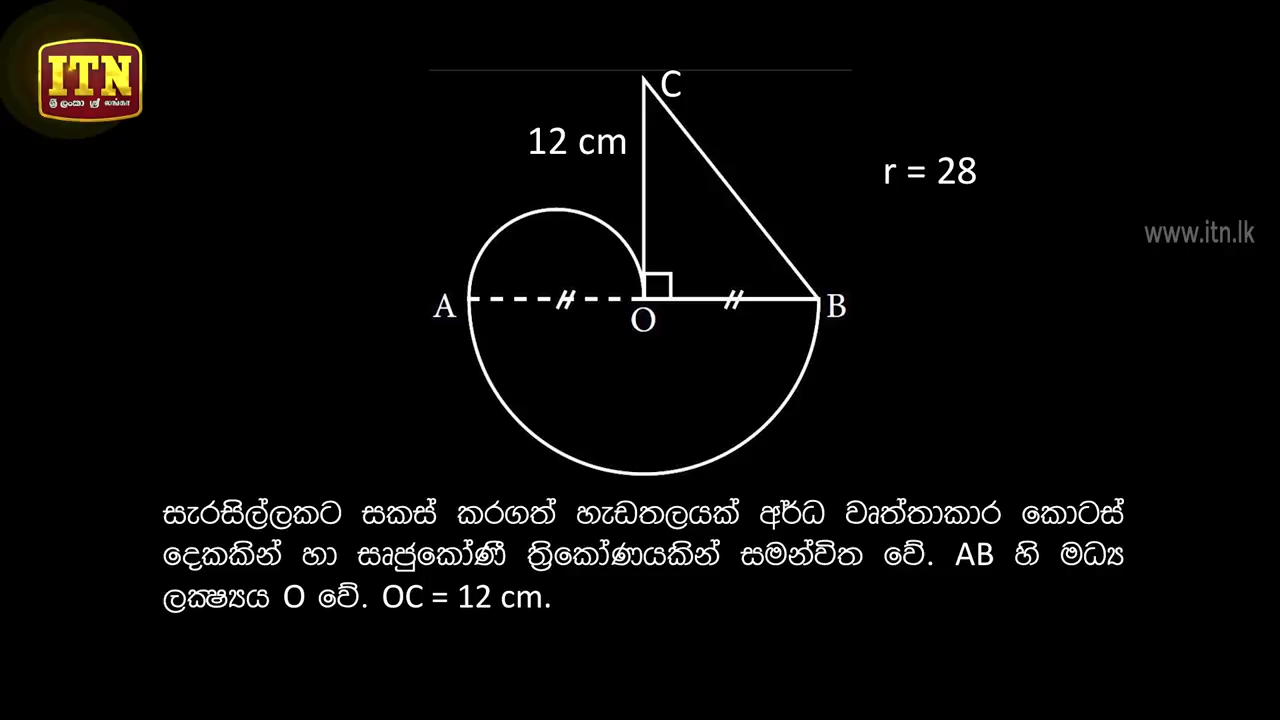 ITN
ශ්‍රී ලංකා ශ්‍රී லங்கா
C
12 cm
r = 28
www.itn.lk
A
O
B
සැරසිල්ලකට සකස් කරගත් හැඩතලයක් අර්ධ වෘත්තාකාර කොටස්
දෙකකින් හා සෘජුකෝණී ත්‍රිකෝණයකින් සමන්විත වේ. AB හි මධ්‍ය
ලක්‍ෂ්‍යය O වේ. OC = 12 cm.